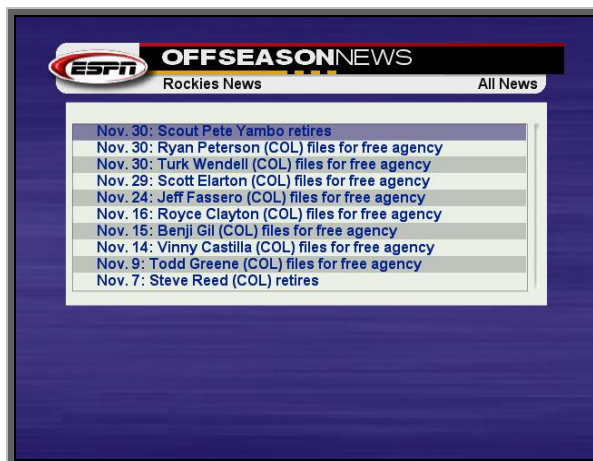 ESPN
OFFSEASONNEWS
Rockies News All News
Nov. 30: Scout Pete Yambo retires
Nov. 30: Ryan Peterson (COL) files for free agency
Nov. 30: Turk Wendell (COL) files for free agency
Nov. 29: Scott Elarton (COL) files for free agency
Nov. 24: Jeff Fassero (COL) files for free agency
Nov. 16: Royce Clayton (COL) files for free agency
Nov. 15: Benji Gil (COL) files for free agency
Nov. 14: Vinny Castilla (COL) files for free agency
Nov. 9: Todd Greene (COL) files for free agency
Nov. 7: Steve Reed (COL) retires